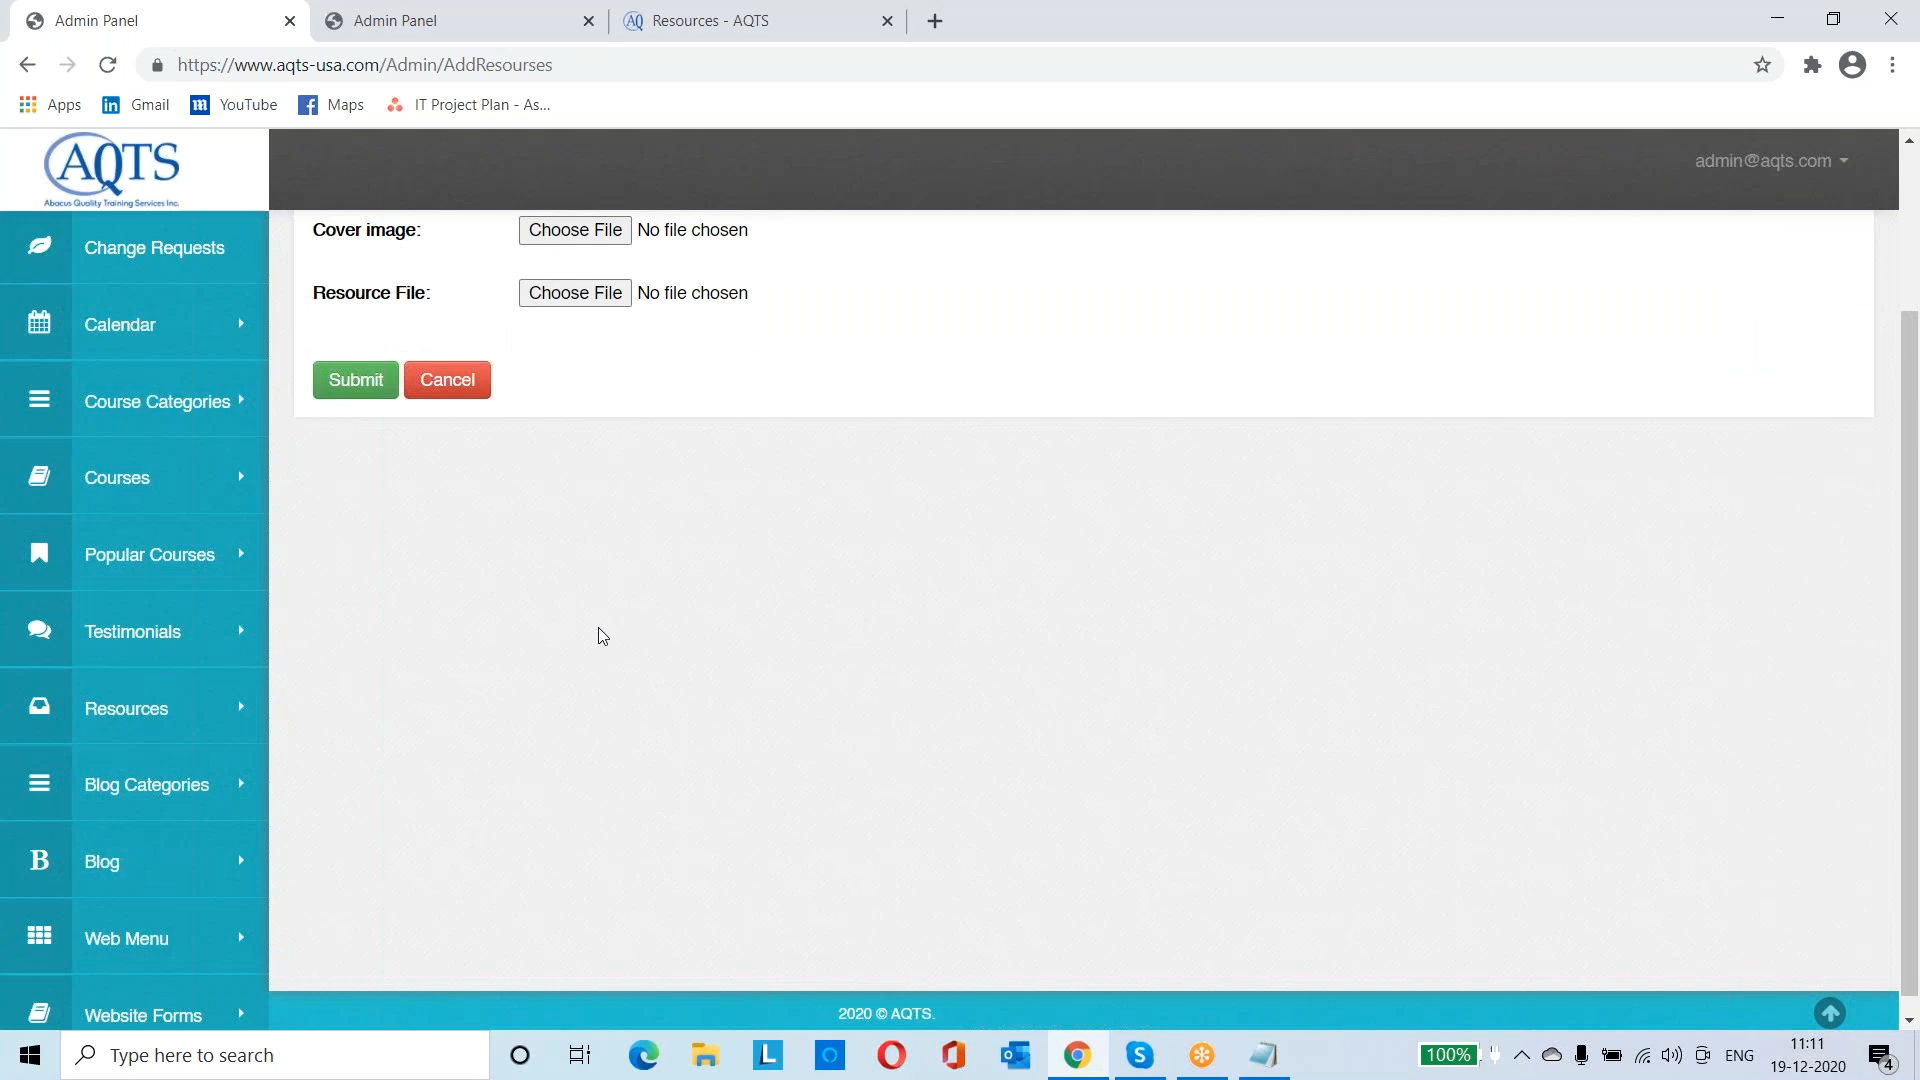 Admin Panel
Admin Panel
Resources - AQTS
https://www.aqts-usa.com/Admin/AddResourses
Apps
Gmail
YouTube
Maps
IT Project Plan - As...
AQTS
Abacus Quality Training Services Inc.
admin@aqts.com
Change Requests
Calendar
Course Categories
Courses
Popular Courses
Testimonials
Resources
Blog Categories
B Blog
Web Menu
Website Forms
Cover image: Choose File No file chosen
Resource File: Choose File No file chosen
Submit Cancel
2020 © AQTS.
Type here to search
100%
ENG
11:11
19-12-2020
4